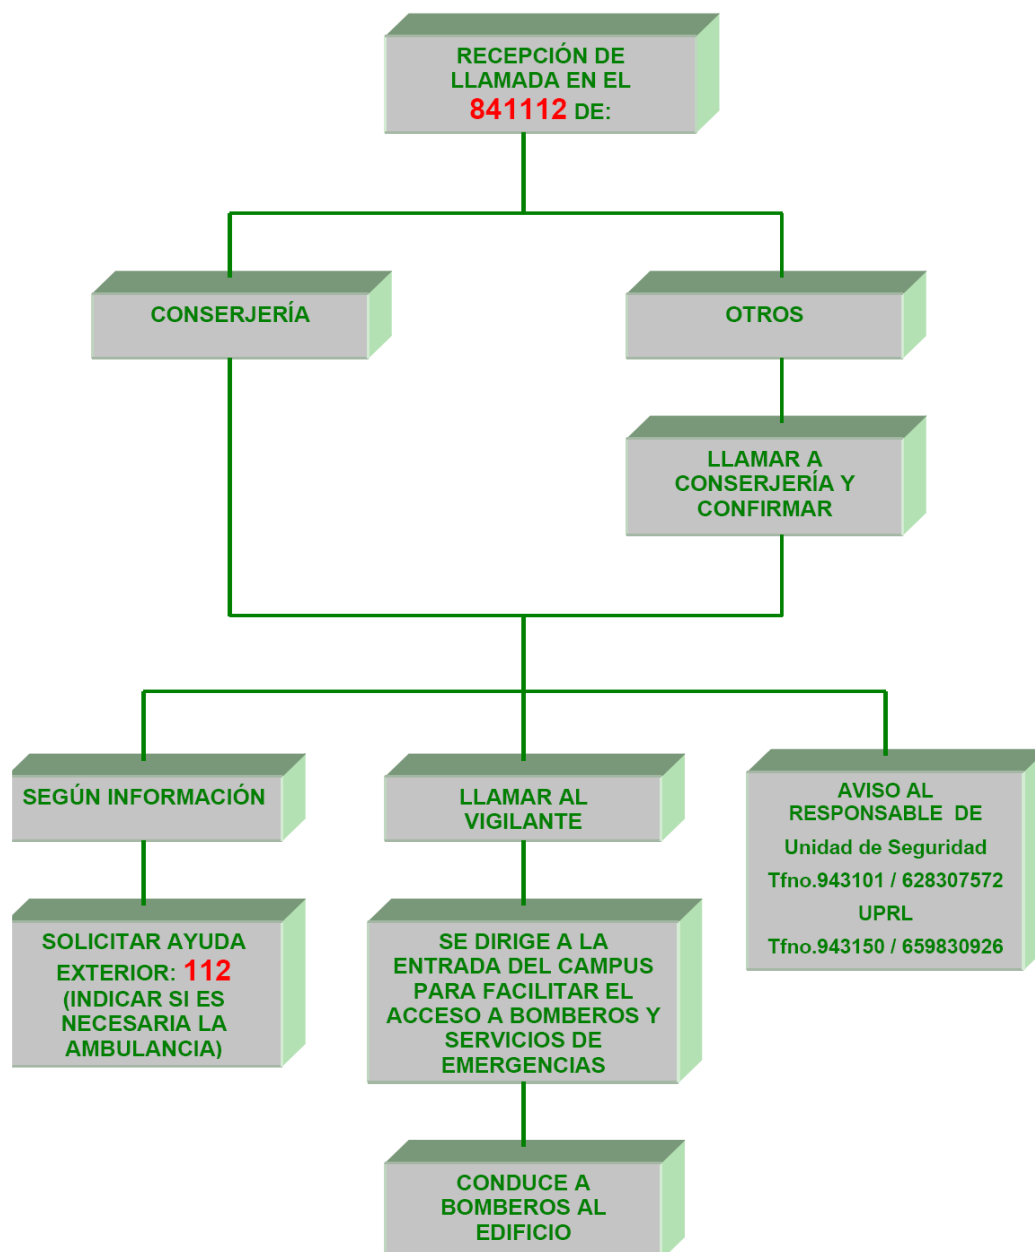 RECEPCIÓN DE
LLAMADA EN EL
841112 DE:
CONSERJERÍA
OTROS
LLAMAR A
CONSERJERÍA Y
CONFIRMAR
SEGÚN INFORMACIÓN
LLAMAR AL
VIGILANTE
AVISO AL
RESPONSABLE DE
Unidad de Seguridad
Tfno.943101 / 628307572
UPRL
Tfno.943150 / 659830926
SOLICITAR AYUDA
EXTERIOR: 112
(INDICAR SI ES
NECESARIA LA
AMBULANCIA)
SE DIRIGE A LA
ENTRADA DEL CAMPUS
PARA FACILITAR EL
ACCESO A BOMBEROS Y
SERVICIOS DE
EMERGENCIAS
CONDUCE A
BOMBEROS AL
EDIFICIO